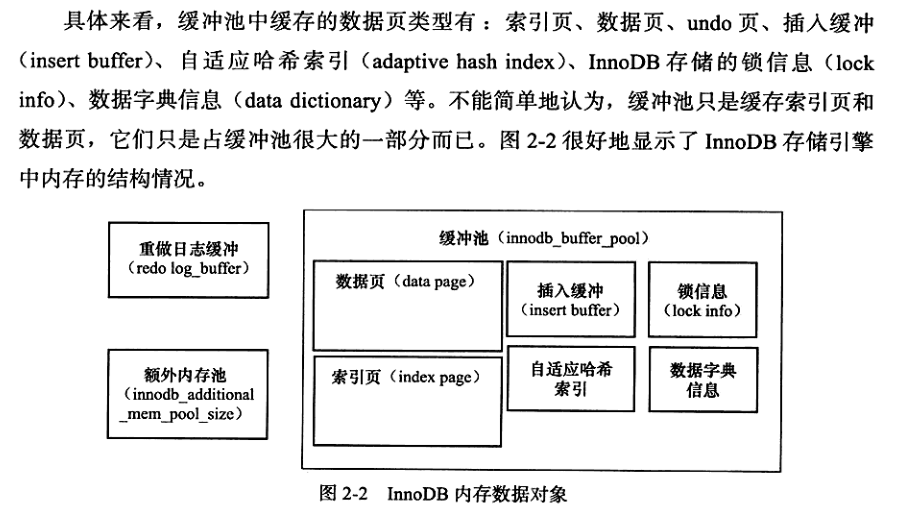 具体来看，缓冲池中缓存的数据页类型有：索引页、数据页、undo 页、插入缓冲
（insert buffer）、自适应哈希索引（adaptive hash index）、InnoDB 存储的锁信息（lock
info）、数据字典信息（data dictionary）等。不能简单地认为，缓冲池只是缓存索引页和
数据页，它们只是占缓冲池很大的一部分而已。图 2-2 很好地显示了 InnoDB 存储引擎
中内存的结构情况。
重做日志缓冲
（redo log_buffer）
额外内存池
（innodb_additional
_mem_pool_size）
缓冲池（innodb_buffer_pool）
数据页（data page）
插入缓冲
（insert buffer）
锁信息
（lock info）
索引页（index page）
自适应哈希
索引
数据字典
信息
图 2-2 InnoDB 内存数据对象